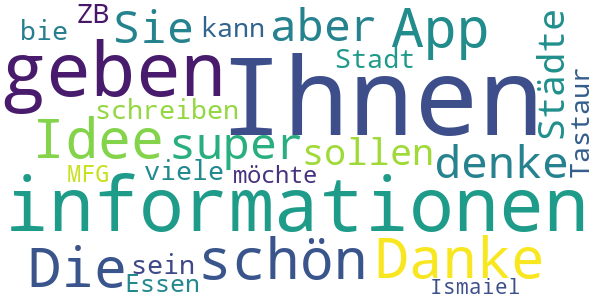 ZB
bie
Sie
kann
aber
App
Städte
geben
Ihnen
Stadt
schreiben
Idee
super
sollen
denke
Tastaur
MFG
viele
möchte
informationen
Die
sein
schön
Danke
Essen
Ismaiel